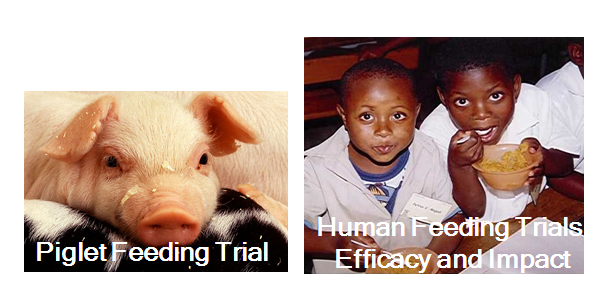 Piglet Feeding Trial
Human Feeding Trials
Efficacy and Impact